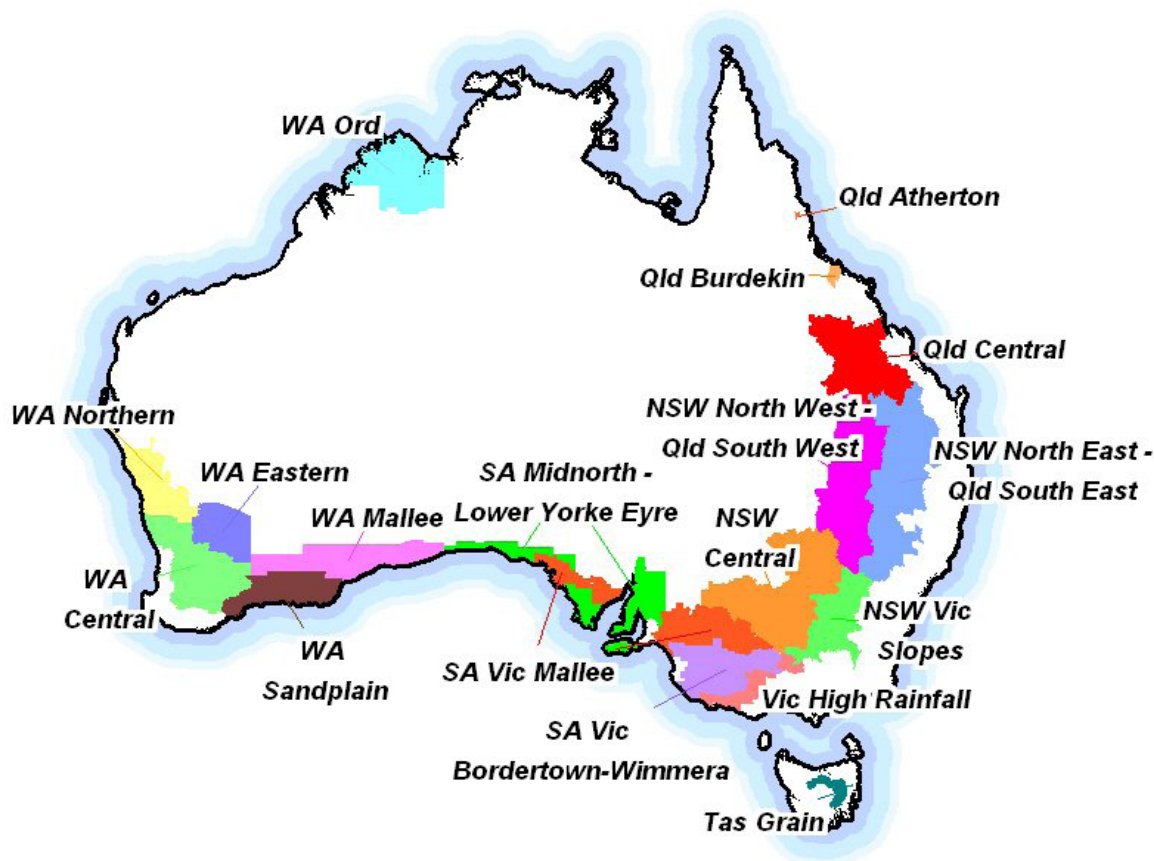 WA Ord
Qld Atherton
Qld Burdekin
Qld Central
NSW North West -
Qld South West
NSW North East -
Qld South East
WA Northern
WA Eastern
SA Midnorth -
Lower Yorke Eyre
WA Mallee
NSW
Central
WA
Central
NSW Vic
Slopes
WA
Sandplain
SA Vic Mallee
Vic High Rainfall
SA Vic
Bordertown-Wimmera
Tas Grain